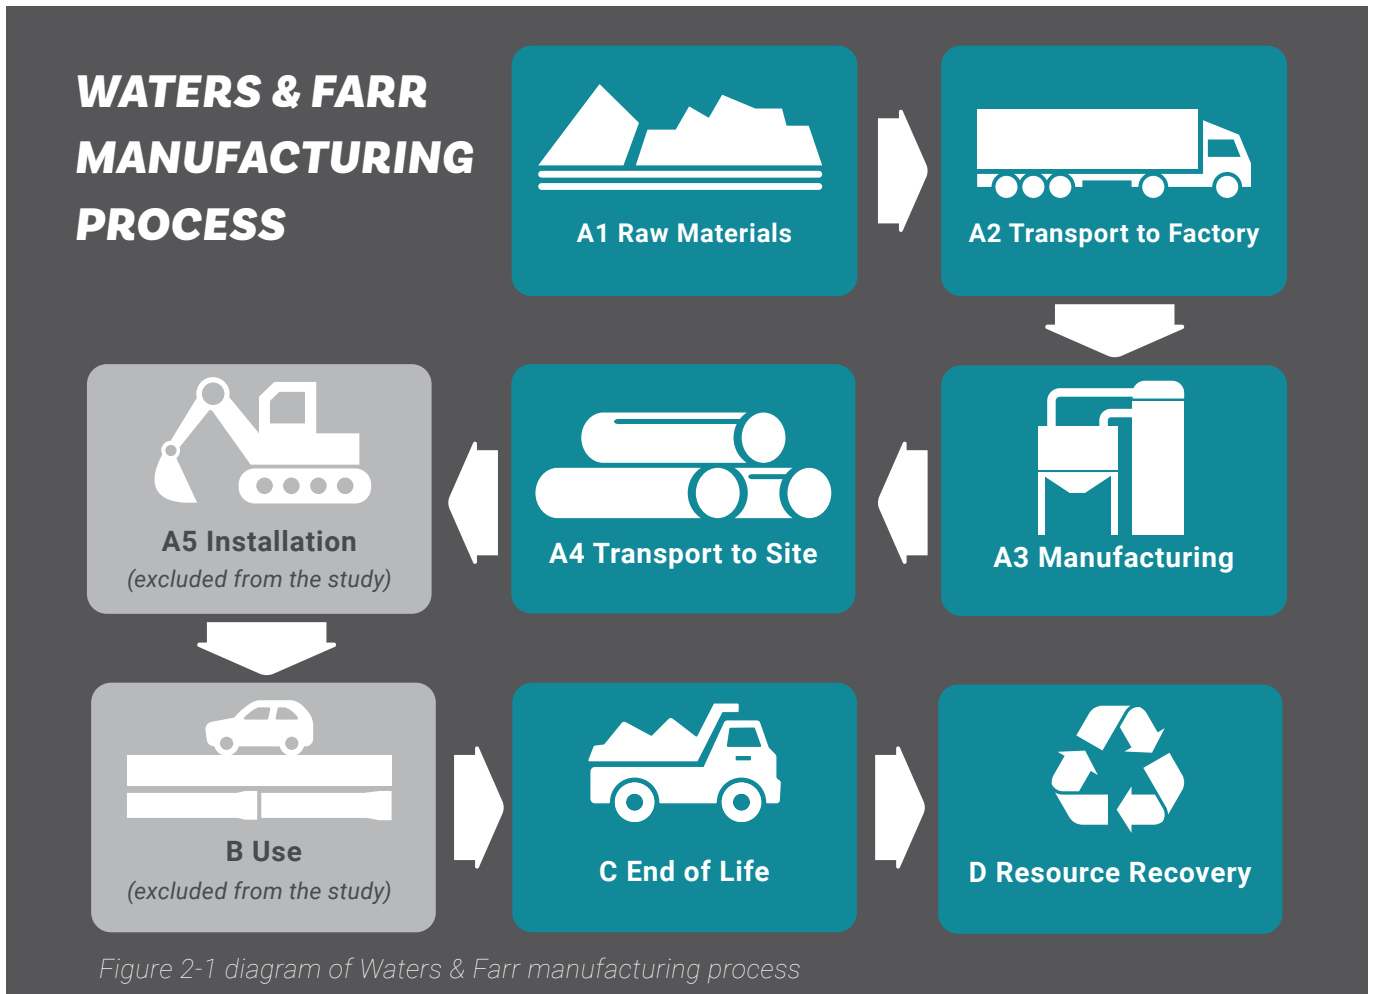 WATERS & FARR
MANUFACTURING
PROCESS
A1 Raw Materials
A2 Transport to Factory
A5 Installation
(excluded from the study)
A4 Transport to Site
A3 Manufacturing
B Use
(excluded from the study)
C End of Life
D Resource Recovery
Figure 2-1 diagram of Waters & Farr manufacturing process